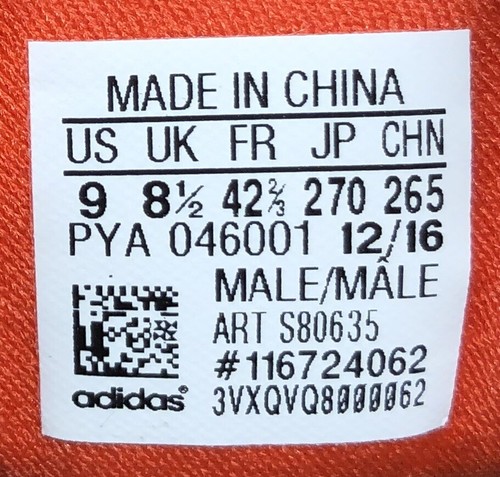 MADE IN CHINA
US UK FR JP CHN
9 8½ 42⅔ 270 265
PYA 046001 12/16
MALE/MÂLE
ART S80635
#116724062
adidas® 3VXQVQ8000062